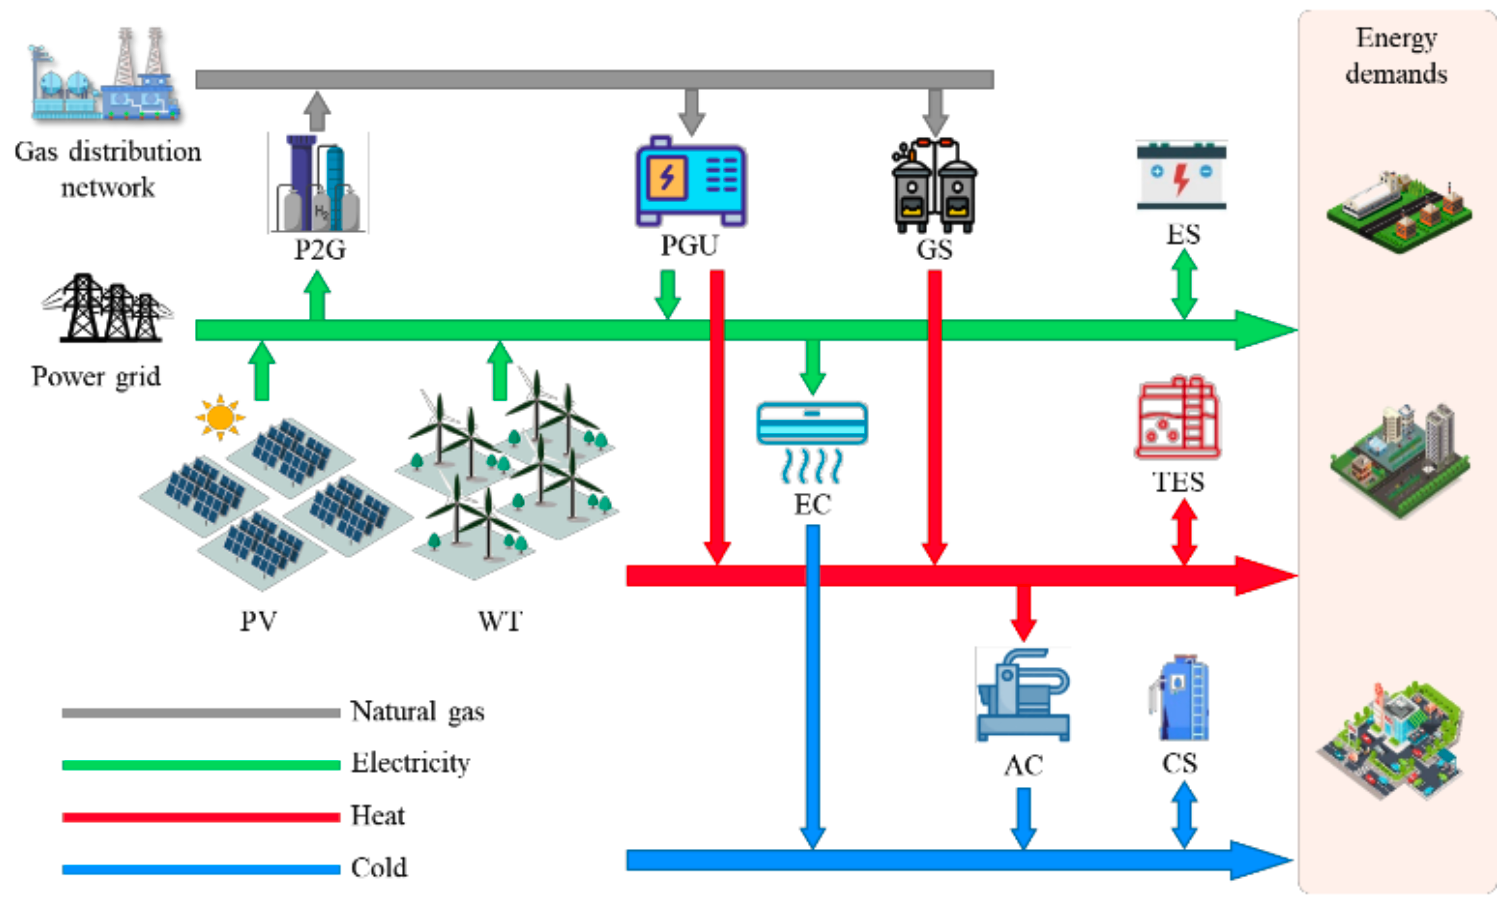 Energy
demands
Gas distribution
network
H2
P2G
PGU
GS
ES
Power grid
EC
TES
PV
WT
AC
CS
Natural gas
Electricity
Heat
Cold